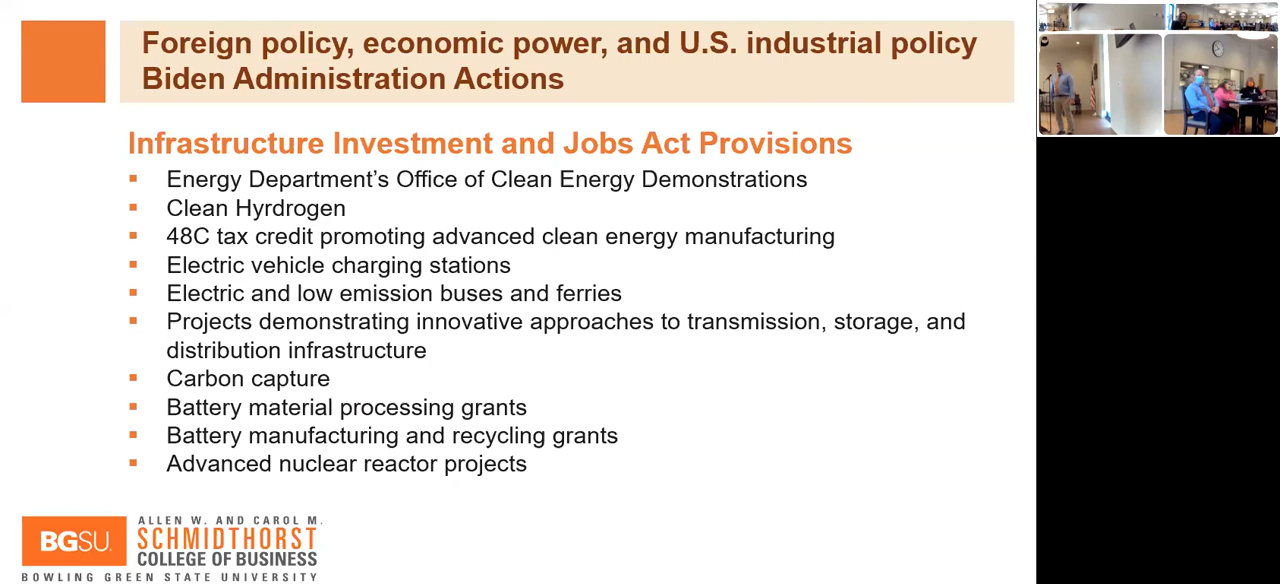 Foreign policy, economic power, and U.S. industrial policy
Biden Administration Actions
Infrastructure Investment and Jobs Act Provisions
Energy Department’s Office of Clean Energy Demonstrations
Clean Hyrdrogen
48C tax credit promoting advanced clean energy manufacturing
Electric vehicle charging stations
Electric and low emission buses and ferries
Projects demonstrating innovative approaches to transmission, storage, and
distribution infrastructure
Carbon capture
Battery material processing grants
Battery manufacturing and recycling grants
Advanced nuclear reactor projects
BGSU.
ALLEN W. AND CAROL M.
SCHMIDTHORST
COLLEGE OF BUSINESS
BOWLING GREEN STATE UNIVERSITY